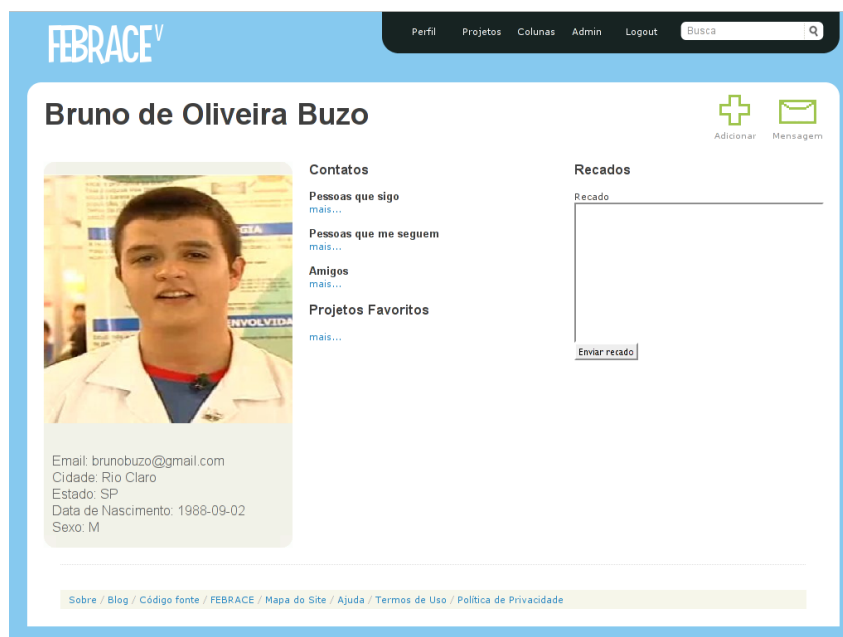 FEBRACE V
Perfil Projetos Colunas Admin Logout Busca
Bruno de Oliveira Buzo
Adicionar Mensagem
Contatos
Pessoas que sigo
mais...
Pessoas que me seguem
mais...
Amigos
mais...
Projetos Favoritos
mais...
Recados
Recado
Enviar recado
GIA
ENVOLVIDA
Email: brunobuzo@gmail.com
Cidade: Rio Claro
Estado: SP
Data de Nascimento: 1988-09-02
Sexo: M
Sobre / Blog / Código fonte / FEBRACE / Mapa do Site / Ajuda / Termos de Uso / Política de Privacidade